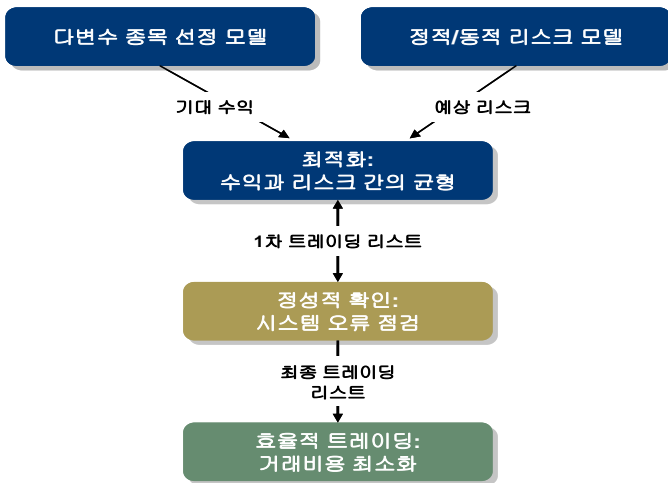 다변수 종목 선정 모델
정적/동적 리스크 모델
기대 수익
예상 리스크
최적화:
수익과 리스크 간의 균형
1차 트레이딩 리스트
정성적 확인:
시스템 오류 점검
최종 트레이딩
리스트
효율적 트레이딩:
거래비용 최소화